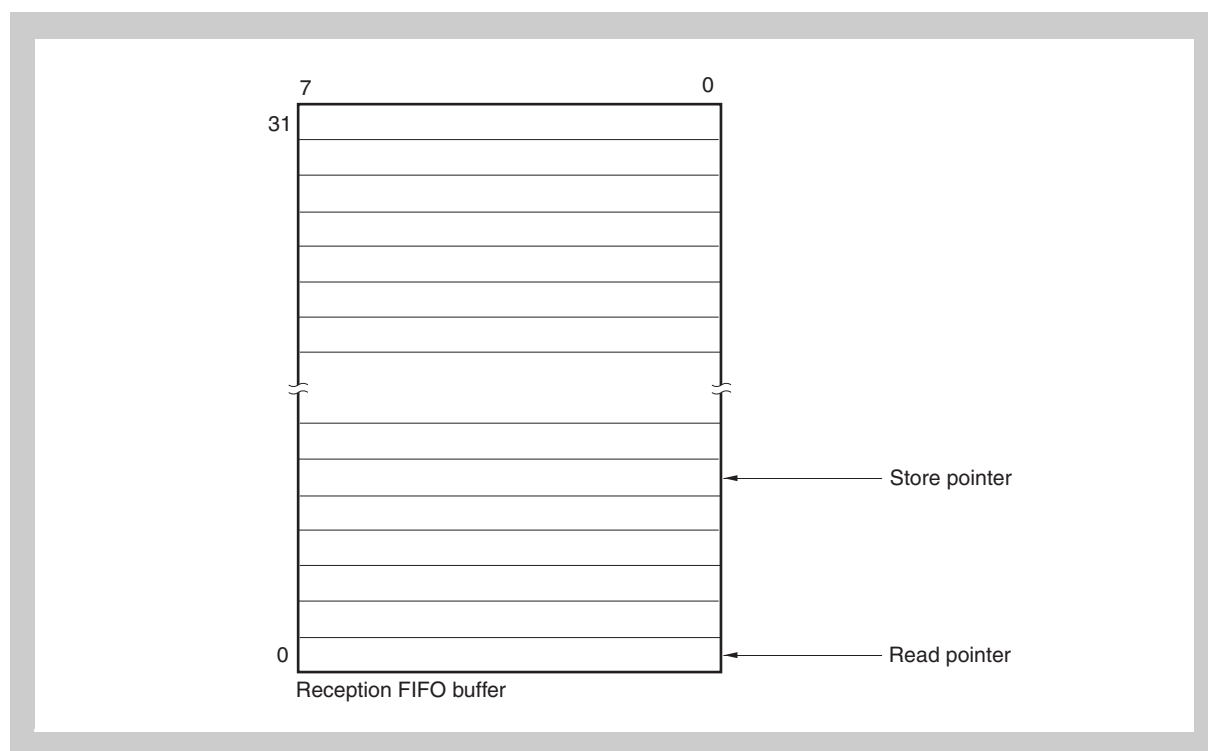 7 0
31
Store pointer
0 Read pointer
Reception FIFO buffer